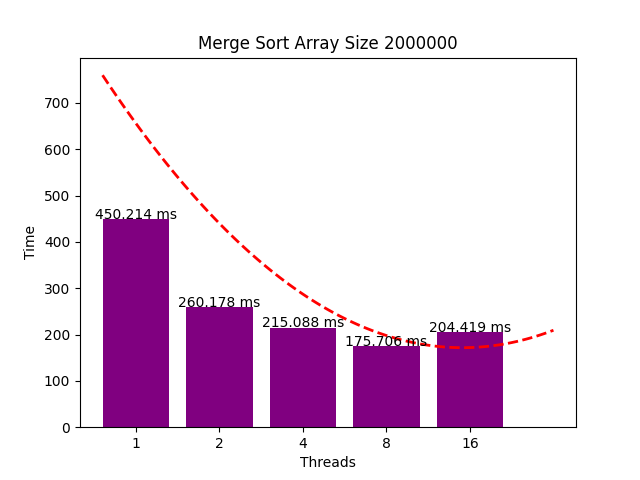 Merge Sort Array Size 2000000
Time
700
600
500
400
300
200
100
0
450.214 ms
260.178 ms
215.088 ms
175.706 ms
204.419 ms
1
2
4
8
16
Threads